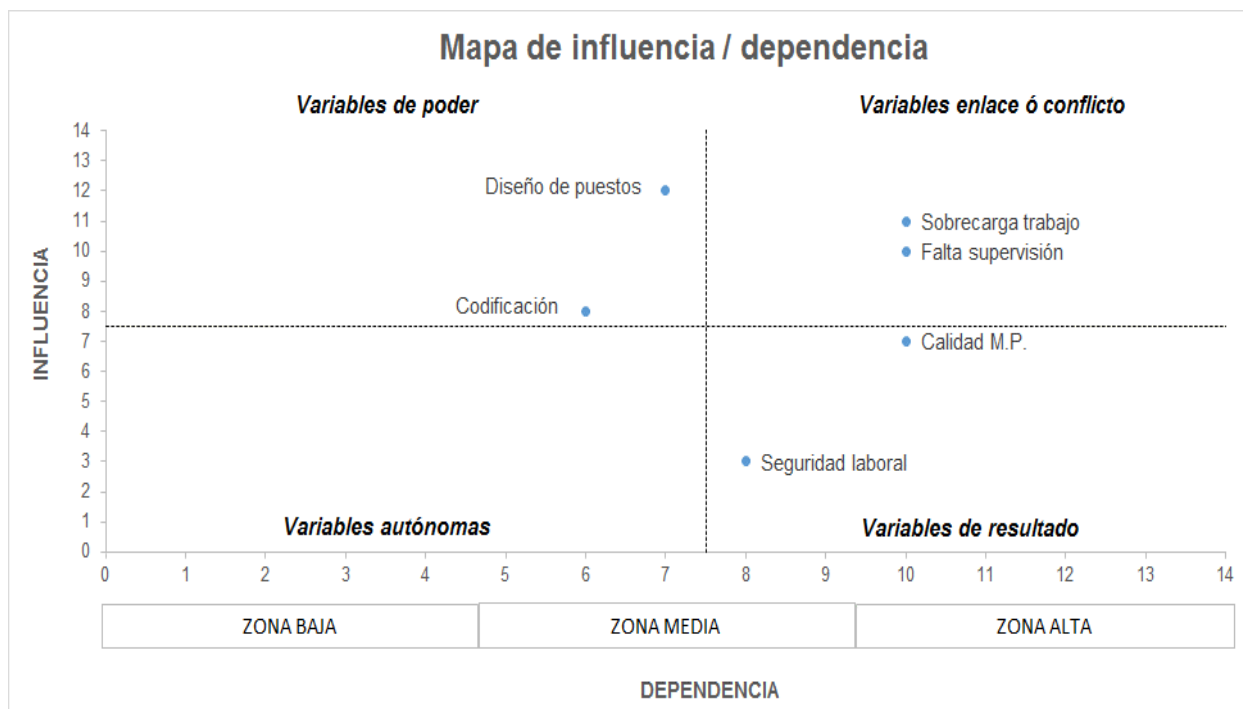 Mapa de influencia / dependencia
Variables de poder
Variables enlace ó conflicto
INFLUENCIA
14
13
12
11
10
9
8
7
6
5
4
3
2
1
0
Diseño de puestos
Sobrecarga trabajo
Falta supervisión
Codificación
Calidad M.P.
Seguridad laboral
Variables autónomas
Variables de resultado
0 1 2 3 4 5 6 7 8 9 10 11 12 13 14
ZONA BAJA ZONA MEDIA ZONA ALTA
DEPENDENCIA